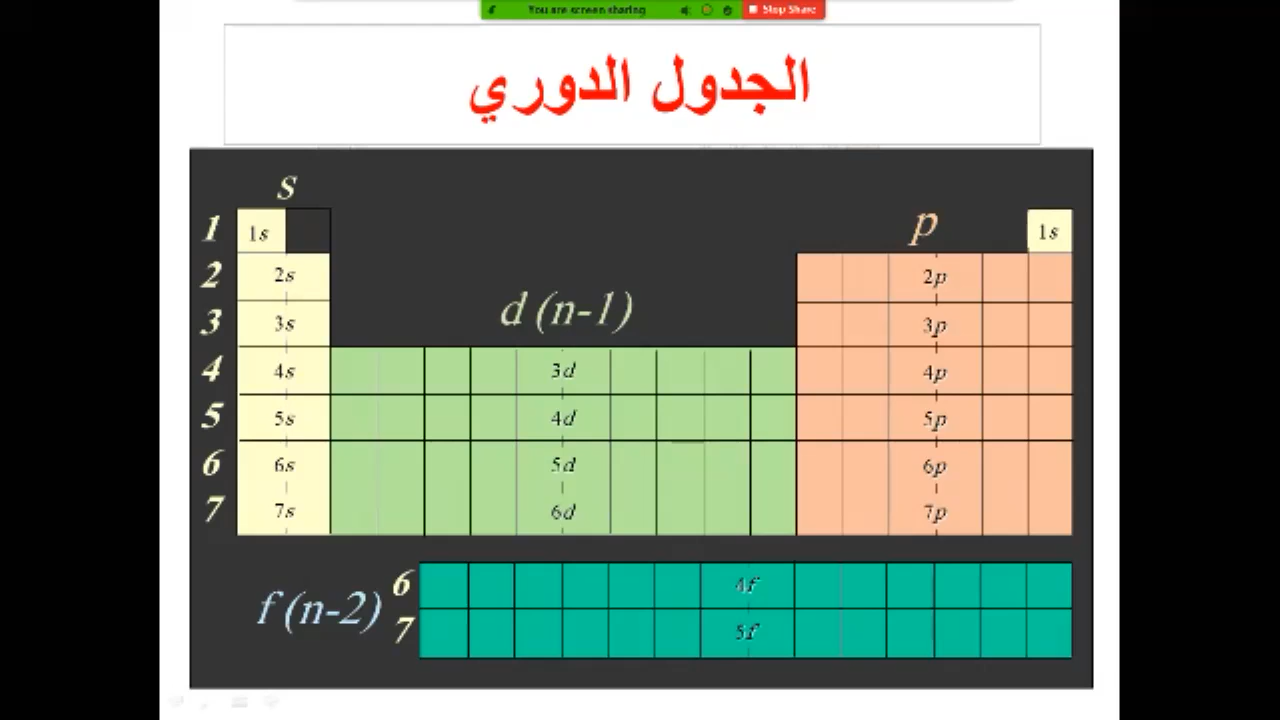 You are screen sharing
Stop Share
الجدول الدوري
s
1 1s p 1s
2 2s 2p
d (n-1)
3 3s 3p
4 4s 3d 4p
5 5s 4d 5p
6 6s 5d 6p
7 7s 6d 7p
f (n-2)
6 4f
7 5f